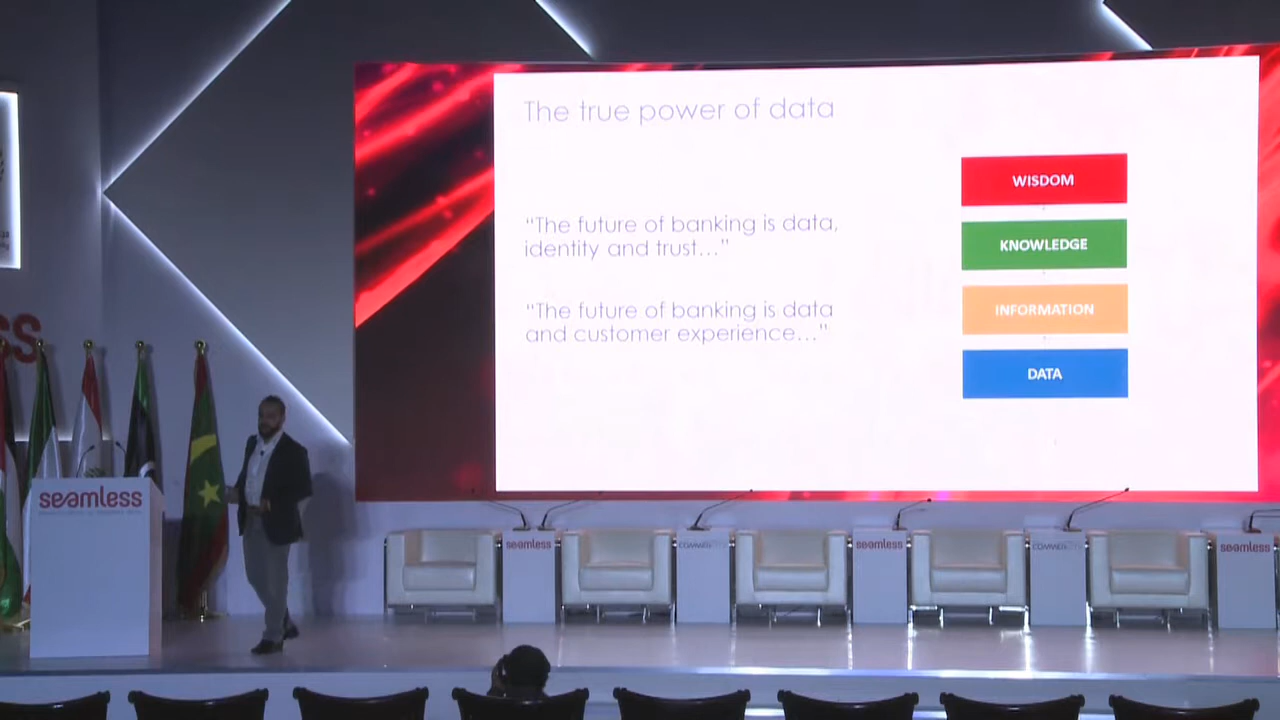 The true power of data
“The future of banking is data,
identity and trust...”
“The future of banking is data
and customer experience...”
WISDOM
KNOWLEDGE
INFORMATION
DATA
ss
seamless
seamless
seamless
seamless